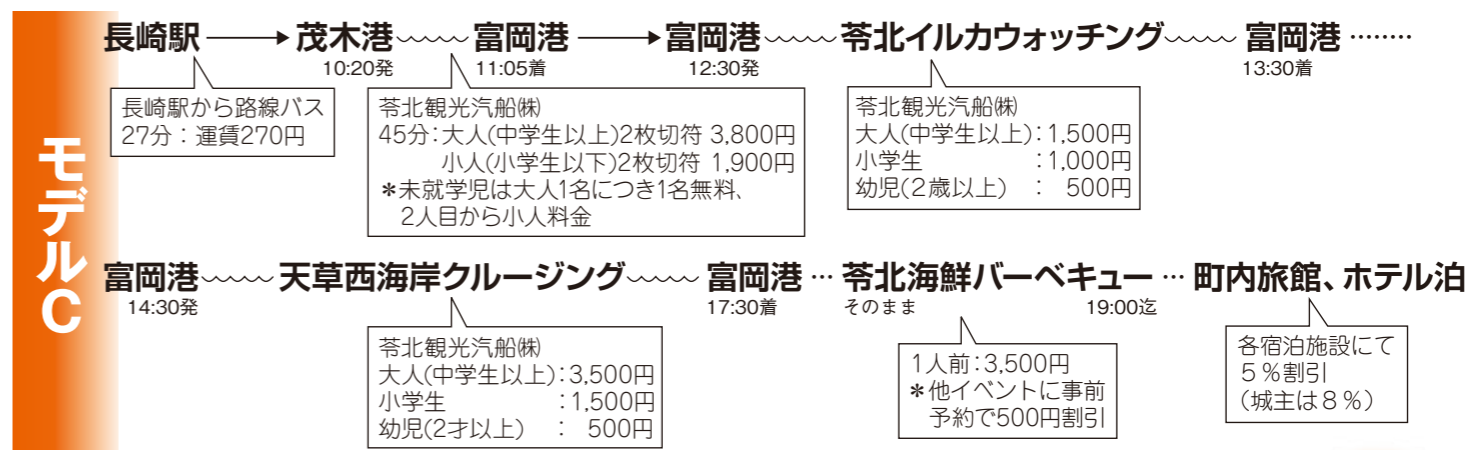 モデルC
長崎駅 茂木港 富岡港 富岡港 苓北イルカウォッチング 富岡港 ………
10:20発 11:05着 12:30発 13:30着
長崎駅から路線バス
27分：運賃270円
苓北観光汽船㈱
45分：大人(中学生以上)2枚切符 3,800円
小人(小学生以下)2枚切符 1,900円
＊未就学児は大人1名につき1名無料、
2人目から小人料金
苓北観光汽船㈱
大人(中学生以上)：1,500円
小学生 ：1,000円
幼児(２歳以上) ： 500円
富岡港 天草西海岸クルージング 富岡港 … 苓北海鮮バーベキュー … 町内旅館、ホテル泊
14:30発 17:30着 そのまま 19:00迄
苓北観光汽船㈱
大人(中学生以上)：3,500円
小学生 ：1,500円
幼児(2才以上) ： 500円
1人前：3,500円
＊他イベントに事前
予約で500円割引
各宿泊施設にて
５％割引
（城主は８％）